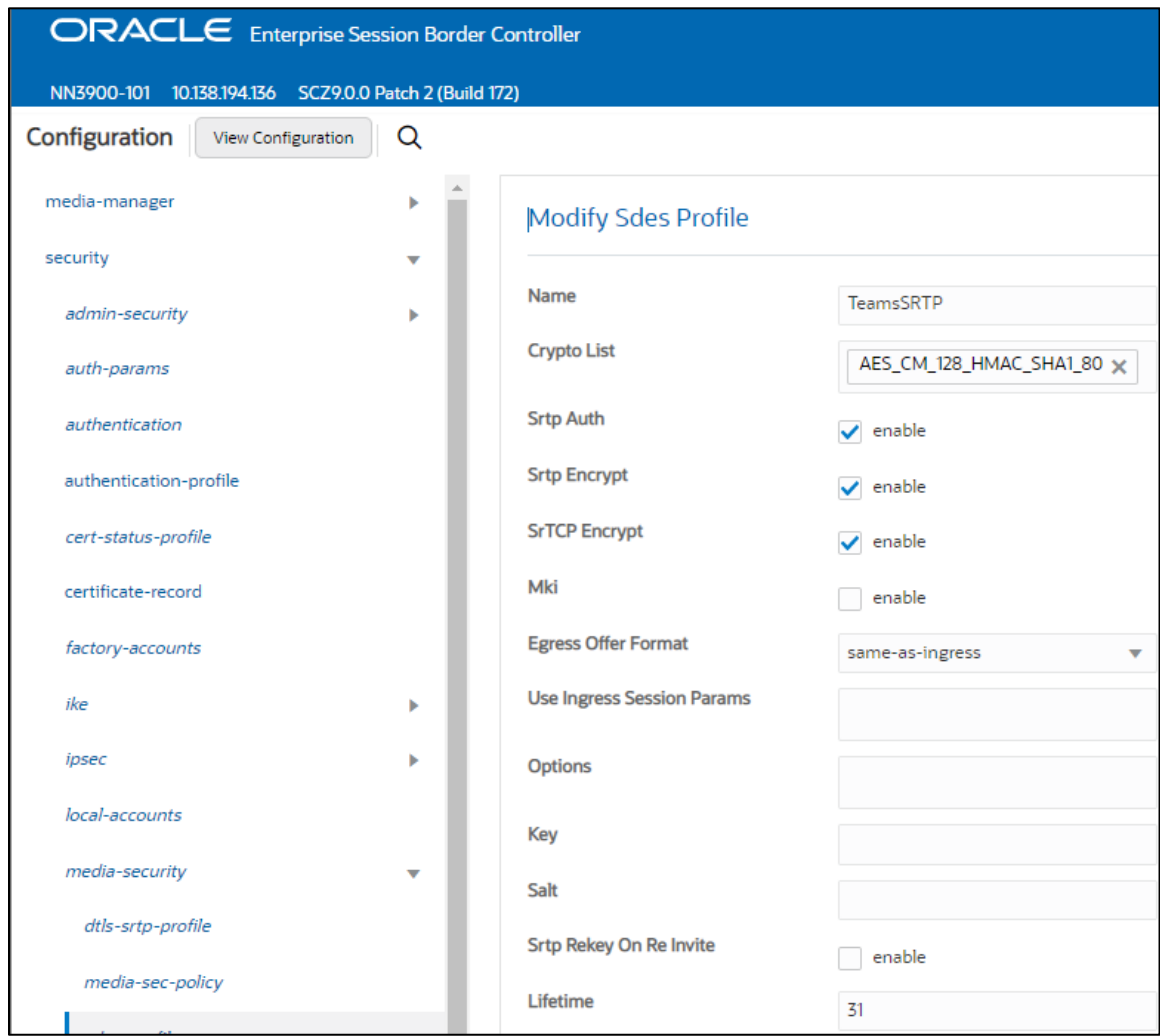 ORACLE Enterprise Session Border Controller
NN3900-101 10.138.194.136 SCZ9.0.0 Patch 2 (Build 172)
Configuration View Configuration
media-manager
security
admin-security
auth-params
authentication
authentication-profile
cert-status-profile
certificate-record
factory-accounts
ike
ipsec
local-accounts
media-security
dtls-srtp-profile
media-sec-policy
Modify Sdes Profile
Name TeamsSRTP
Crypto List AES_CM_128_HMAC_SHA1_80
Srtp Auth enable
Srtp Encrypt enable
SrTCP Encrypt enable
Mki enable
Egress Offer Format same-as-ingress
Use Ingress Session Params
Options
Key
Salt
Srtp Rekey On Re Invite enable
Lifetime 31